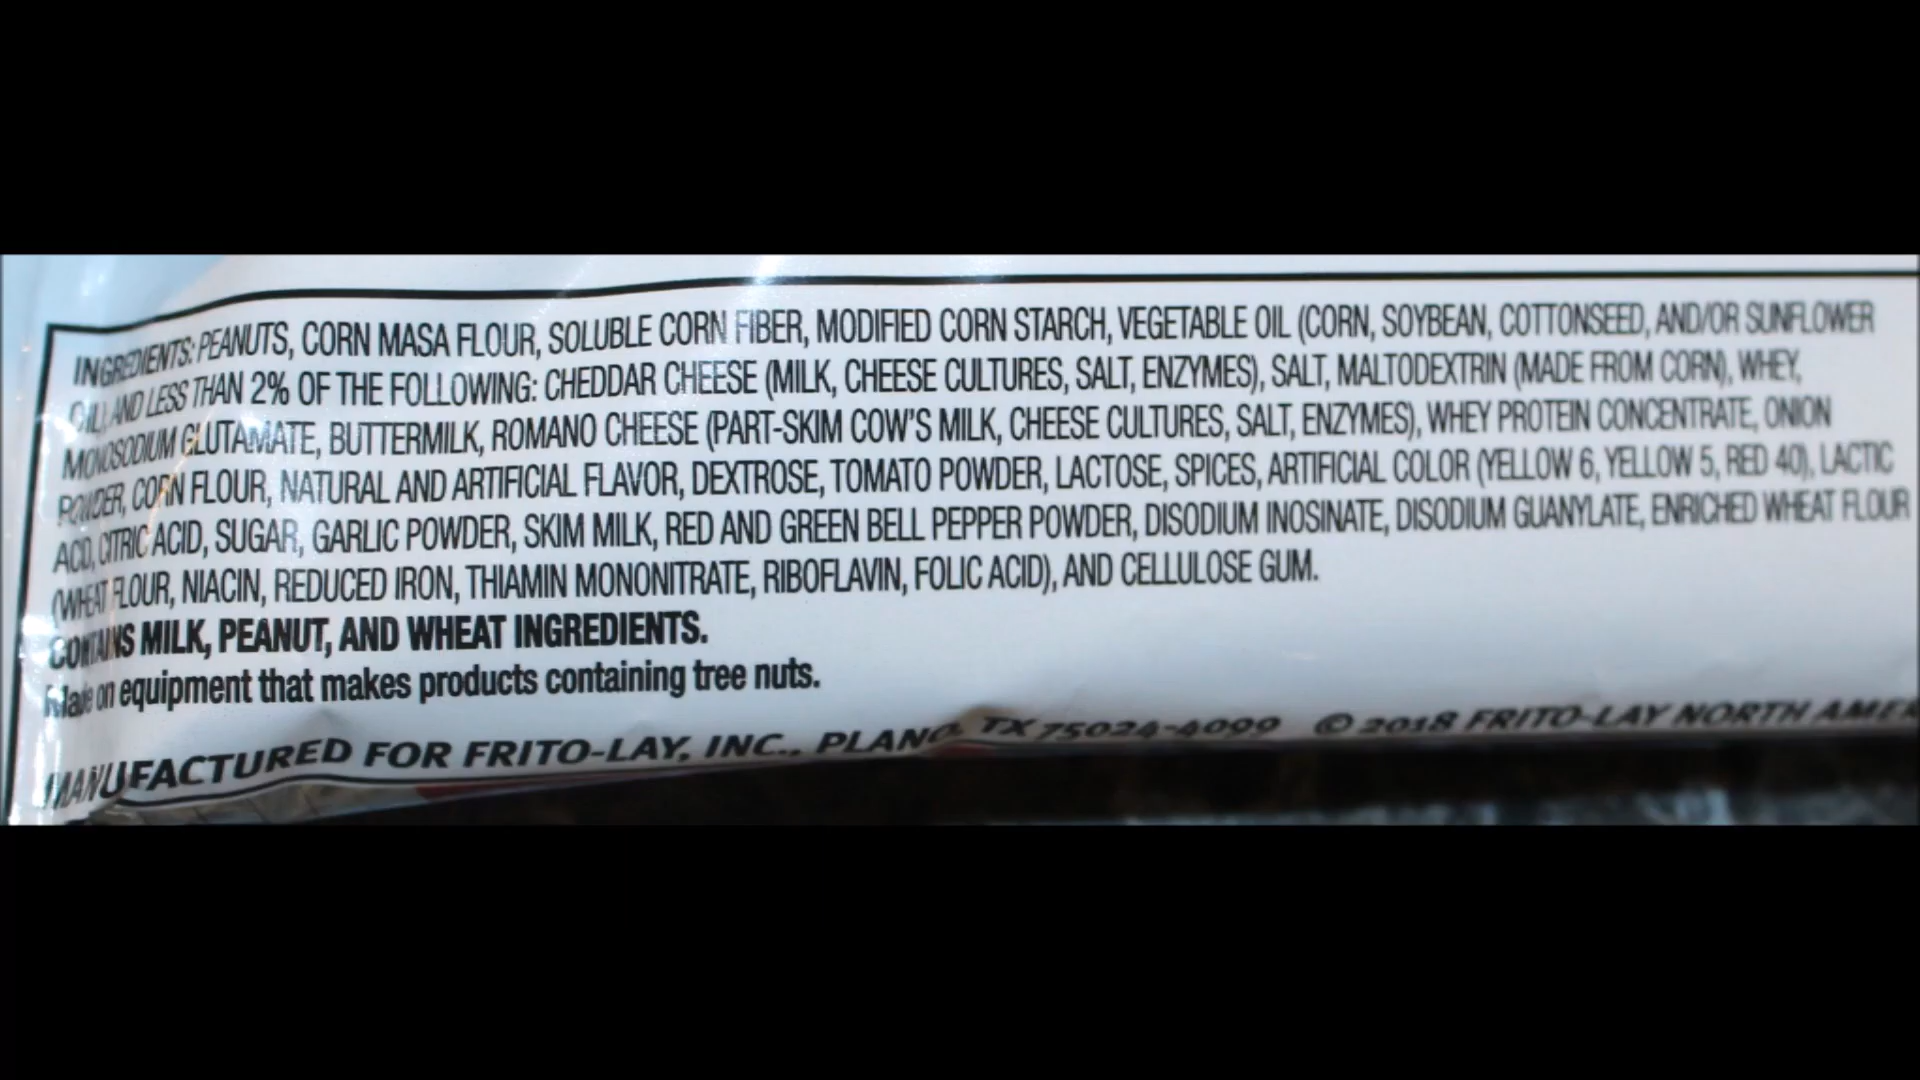 INGREDIENTS: PEANUTS, CORN MASA FLOUR, SOLUBLE CORN FIBER, MODIFIED CORN STARCH, VEGETABLE OIL (CORN, SOYBEAN, COTTONSEED, AND/OR SUNFLOWER
OIL), AND LESS THAN 2% OF THE FOLLOWING: CHEDDAR CHEESE (MILK, CHEESE CULTURES, SALT, ENZYMES), SALT, MALTODEXTRIN (MADE FROM CORN), WHEY,
MONOSODIUM GLUTAMATE, BUTTERMILK, ROMANO CHEESE (PART-SKIM COW'S MILK, CHEESE CULTURES, SALT, ENZYMES), WHEY PROTEIN CONCENTRATE, ONION
POWDER, CORN FLOUR, NATURAL AND ARTIFICIAL FLAVOR, DEXTROSE, TOMATO POWDER, LACTOSE, SPICES, ARTIFICIAL COLOR (YELLOW 6, YELLOW 5, RED 40), LACTIC
ACID, CITRIC ACID, SUGAR, GARLIC POWDER, SKIM MILK, RED AND GREEN BELL PEPPER POWDER, DISODIUM INOSINATE, DISODIUM GUANYLATE, ENRICHED WHEAT FLOUR
(WHEAT FLOUR, NIACIN, REDUCED IRON, THIAMIN MONONITRATE, RIBOFLAVIN, FOLIC ACID), AND CELLULOSE GUM.
CONTAINS MILK, PEANUT, AND WHEAT INGREDIENTS.
Made on equipment that makes products containing tree nuts.
MANUFACTURED FOR FRITO-LAY, INC., PLANO, TX 75024-4099 © 2018 FRITO-LAY NORTH AMER